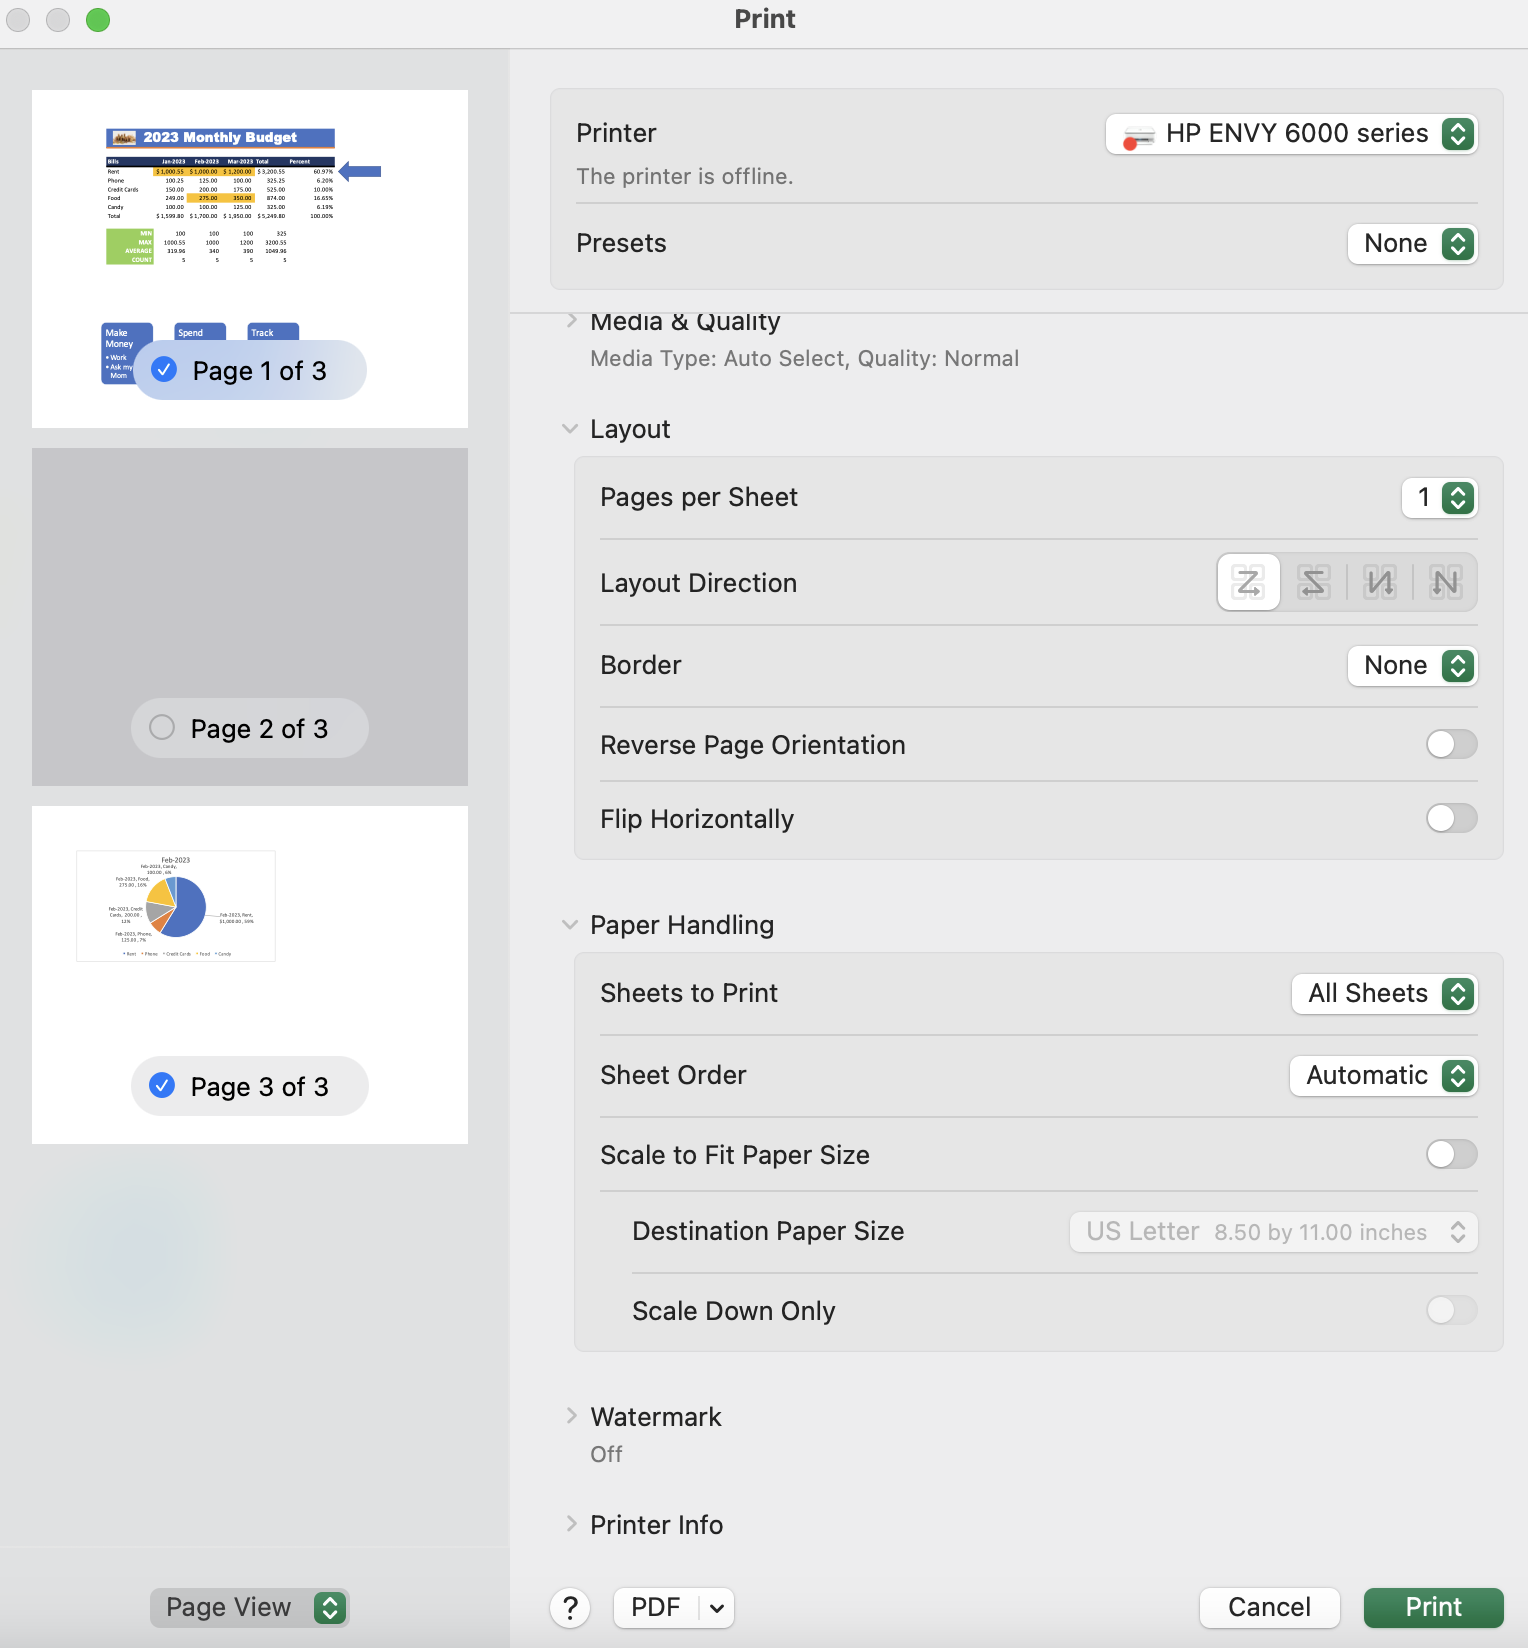 Print
2023 Monthly Budget
Bills Jan-2023 Feb-2023 Mar-2023 Total Percent
Rent $ 1,000.55 $ 1,000.00 $ 1,200.00 $ 3,200.55 60.97%
Phone 100.25 125.00 100.00 325.25 6.20%
Credit Cards 150.00 200.00 175.00 525.00 10.00%
Food 249.00 275.00 350.00 874.00 16.65%
Candy 100.00 100.00 125.00 325.00 6.19%
Total $ 1,599.80 $ 1,700.00 $ 1,950.00 $ 5,249.80 100.00%
MIN 100 100 100 325
MAX 1000.55 1000 1200 3200.55
AVERAGE 319.96 340 390 1049.96
COUNT 5 5 5 5
Make
Money
• Work
• Ask my
Mom
Spend
Track
Page 1 of 3
Page 2 of 3
Feb-2023
Feb-2023, Candy,
100.00 , 6%
Feb-2023, Food,
275.00 , 16%
Feb-2023, Credit
Cards, 200.00 ,
12%
Feb-2023, Rent,
$1,000.00 , 59%
Feb-2023, Phone,
125.00 , 7%
Rent Phone Credit Cards Food Candy
Page 3 of 3
Page View
Printer HP ENVY 6000 series
The printer is offline.
Presets None
Media & Quality
Media Type: Auto Select, Quality: Normal
Layout
Pages per Sheet 1
Layout Direction
Border None
Reverse Page Orientation
Flip Horizontally
Paper Handling
Sheets to Print All Sheets
Sheet Order Automatic
Scale to Fit Paper Size
Destination Paper Size US Letter 8.50 by 11.00 inches
Scale Down Only
Watermark
Off
Printer Info
? PDF Cancel Print